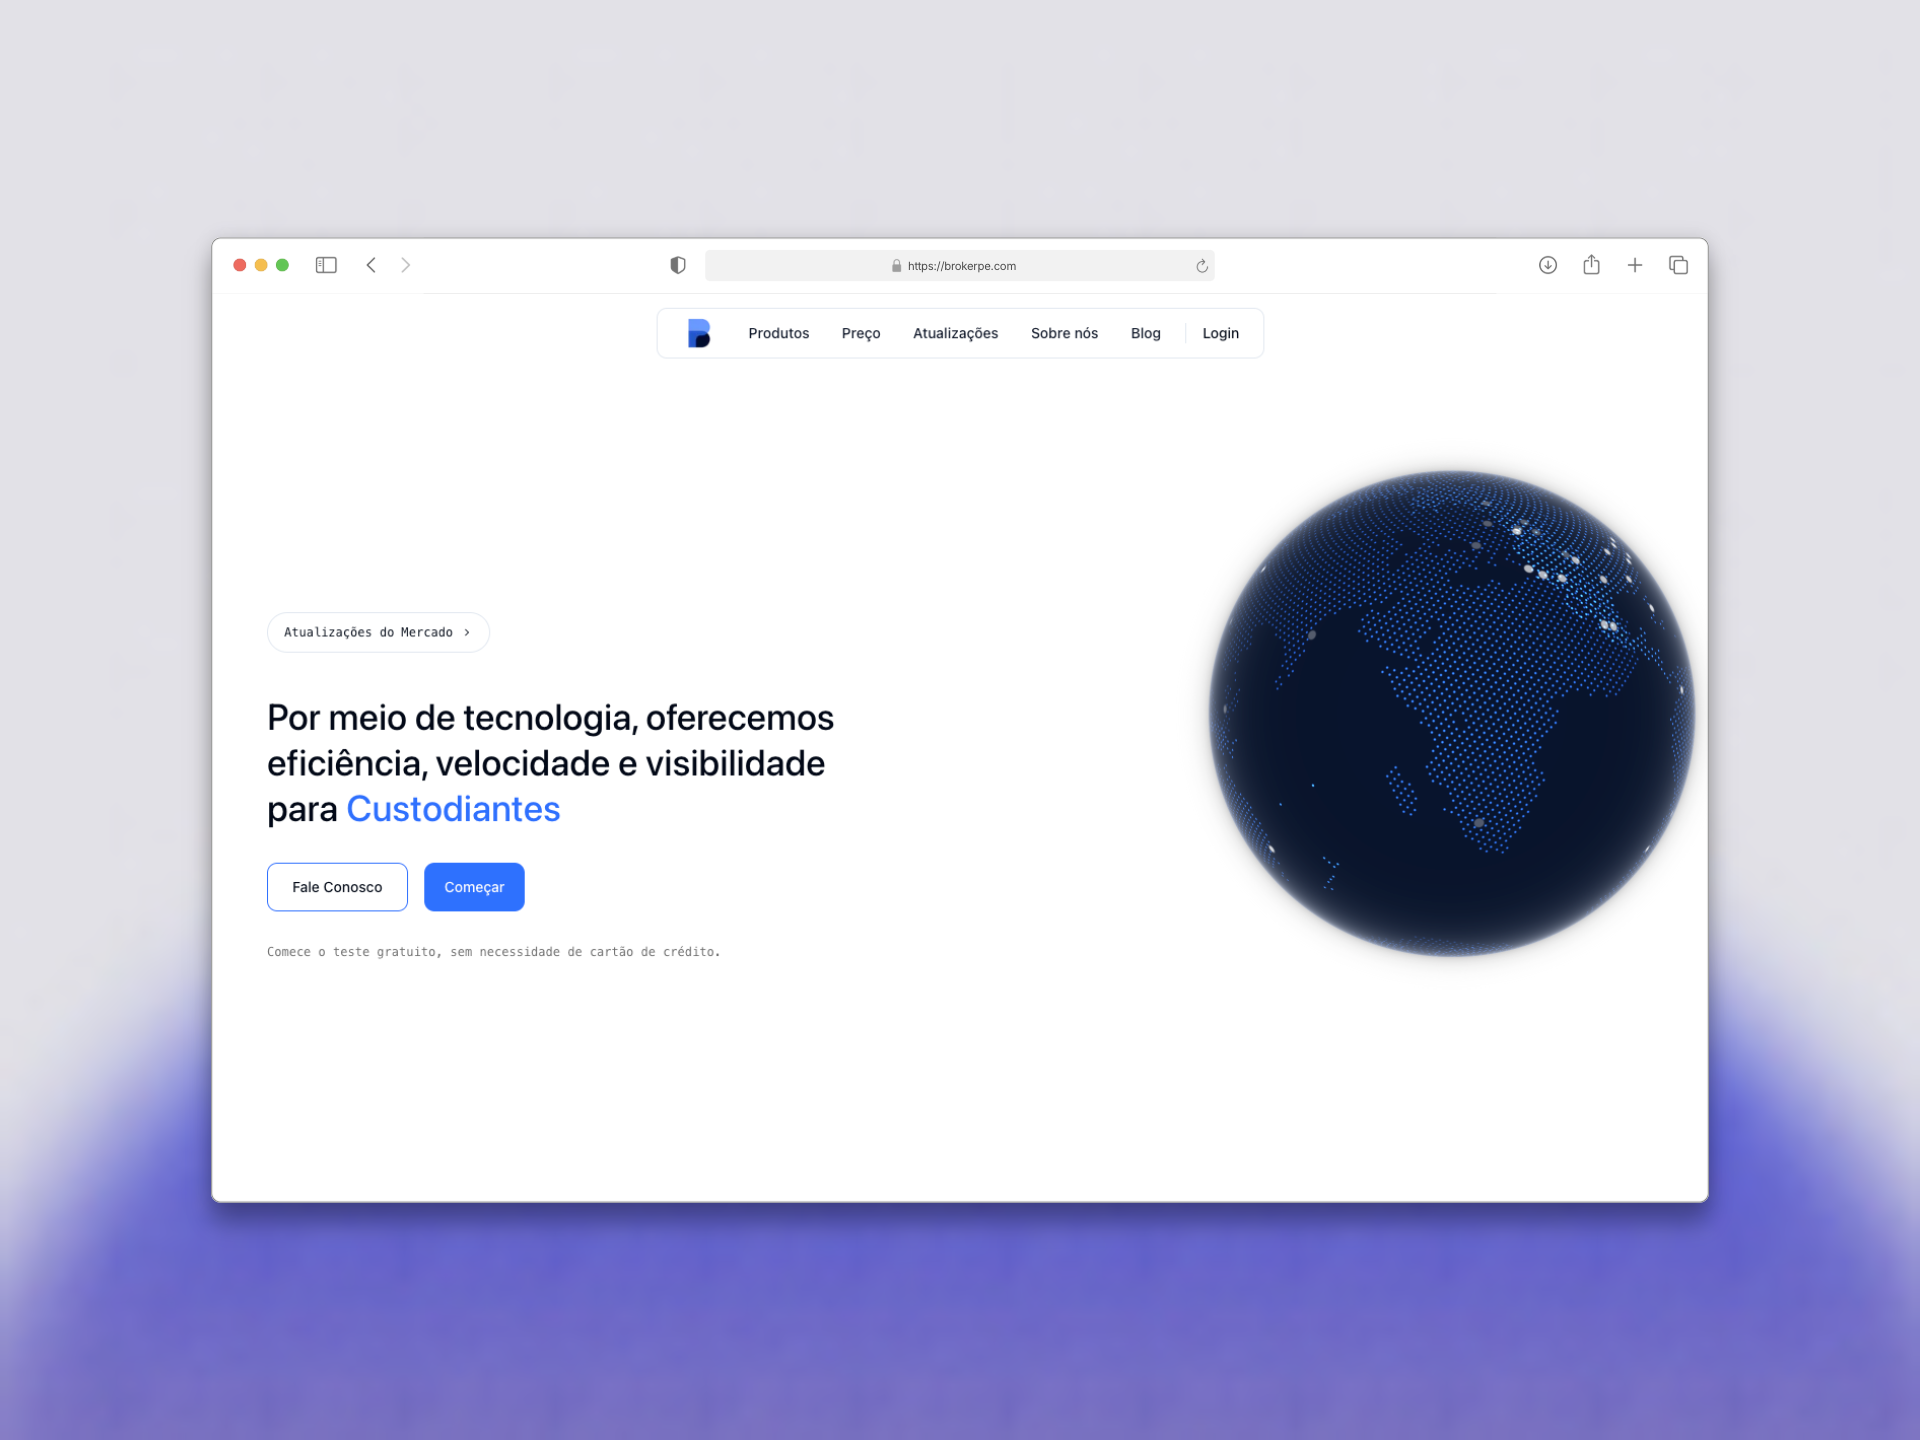 https://brokerpe.com
Produtos Preço Atualizações Sobre nós Blog Login
Atualizações do Mercado
Por meio de tecnologia, oferecemos
eficiência, velocidade e visibilidade
para Custodiantes
Fale Conosco Começar
Comece o teste gratuito, sem necessidade de cartão de crédito.